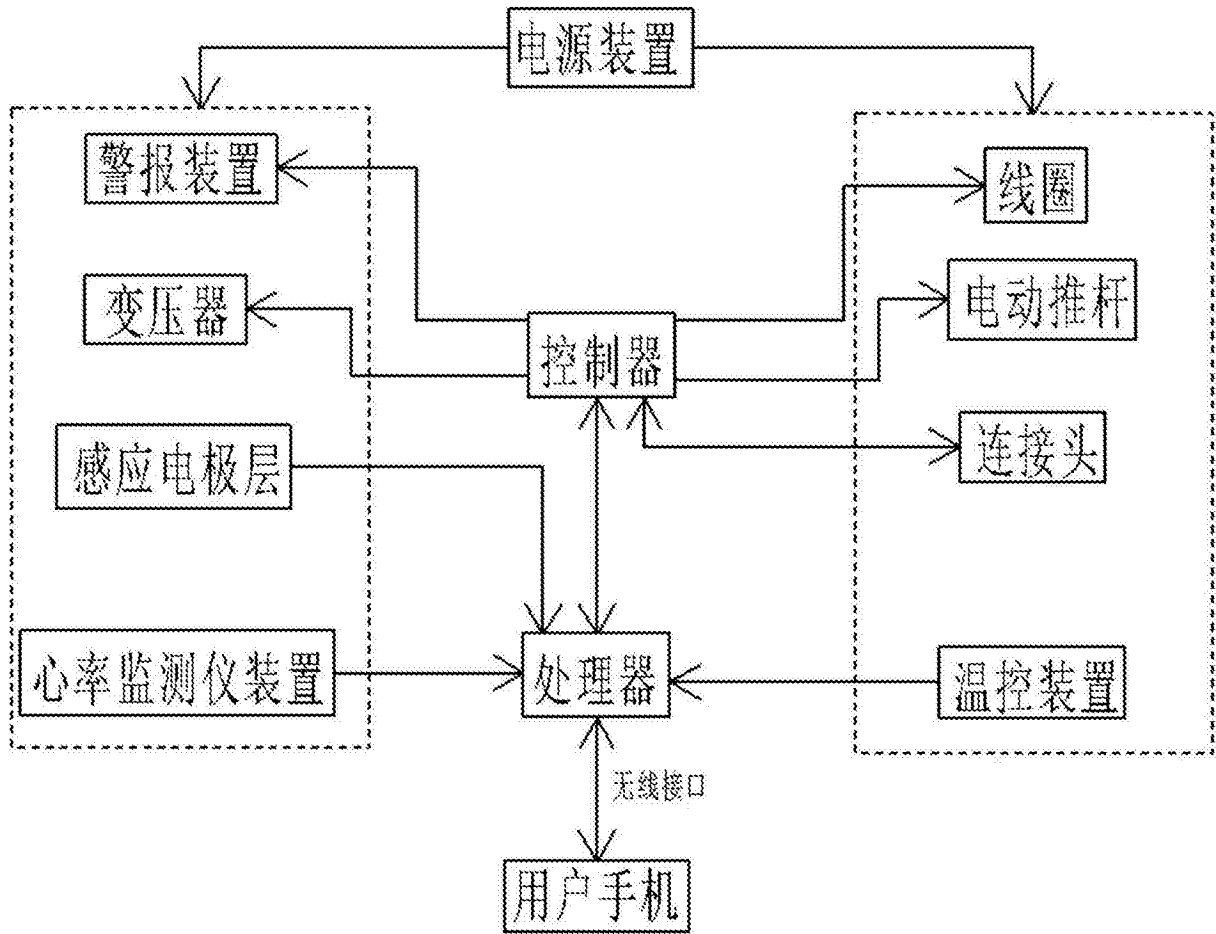 电源装置
警报装置
线圈
变压器
电动推杆
控制器
感应电极层
连接头
心率监测仪装置
处理器
温控装置
无线接口
用户手机